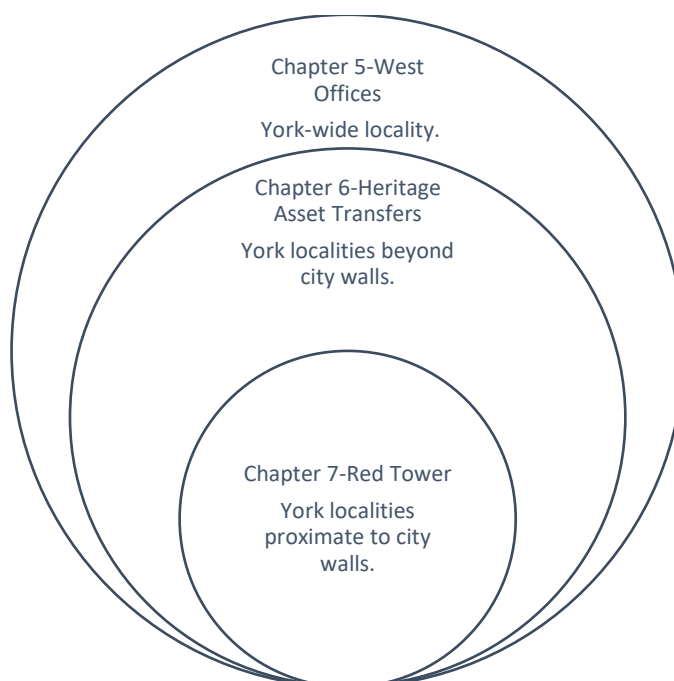 Chapter 5-West
Offices
York-wide locality.
Chapter 6-Heritage
Asset Transfers
York localities beyond
city walls.
Chapter 7-Red Tower
York localities
proximate to city
walls.